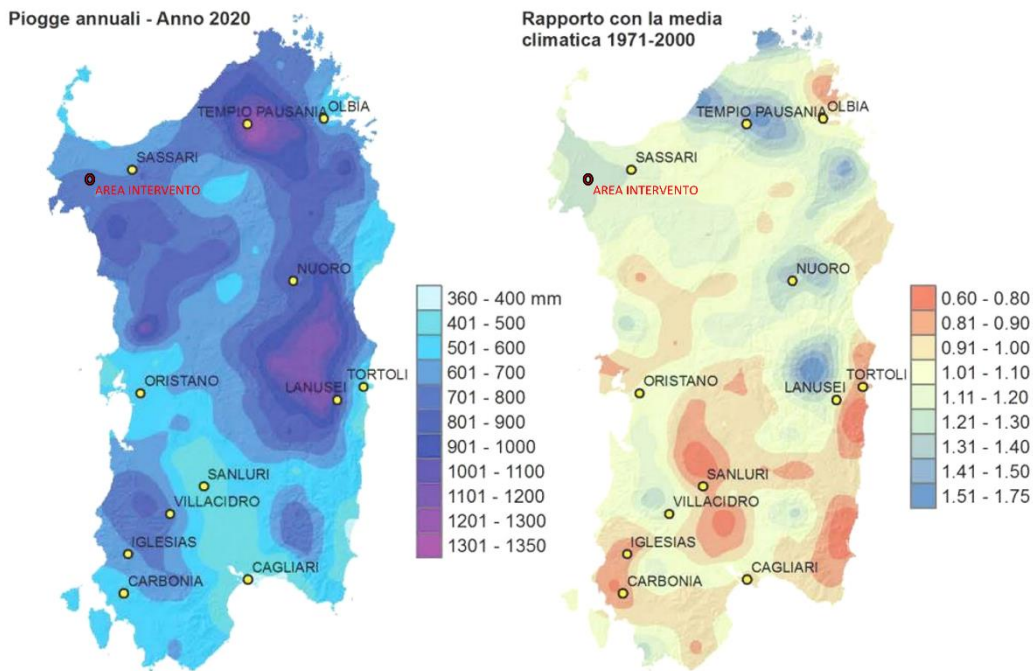 Piogge annuali - Anno 2020
TEMPIO PAUSANIA
OLBIA
SASSARI
AREA INTERVENTO
NUORO
ORISTANO
TORTOLI
LANUSEI
SANLURI
VILLACIDRO
IGLESIAS
CARBONIA
CAGLIARI
360 - 400 mm
401 - 500
501 - 600
601 - 700
701 - 800
801 - 900
901 - 1000
1001 - 1100
1101 - 1200
1201 - 1300
1301 - 1350
Rapporto con la media
climatica 1971-2000
TEMPIO PAUSANIA
OLBIA
SASSARI
AREA INTERVENTO
NUORO
ORISTANO
TORTOLI
LANUSEI
SANLURI
VILLACIDRO
IGLESIAS
CARBONIA
CAGLIARI
0.60 - 0.80
0.81 - 0.90
0.91 - 1.00
1.01 - 1.10
1.11 - 1.20
1.21 - 1.30
1.31 - 1.40
1.41 - 1.50
1.51 - 1.75